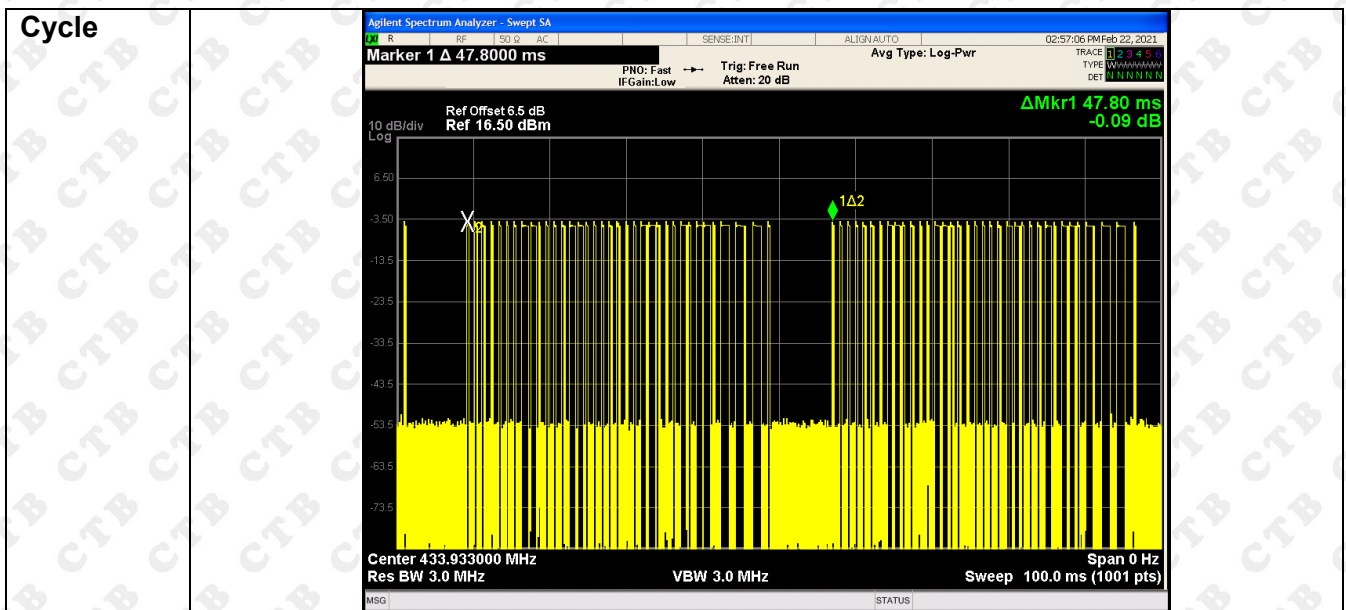 Cycle
Agilent Spectrum Analyzer - Swept SA
LXI R RF 50 Ω AC SENSE:INT ALIGN AUTO 02:57:06 PM Feb 22, 2021
Marker 1 Δ 47.8000 ms Avg Type: Log-Pwr TRACE 1 2 3 4 5 6
PNO: Fast Trig: Free Run TYPE WWWWWW
IFGain:Low Atten: 20 dB DET N N N N N N
ΔMkr1 47.80 ms
Ref Offset 6.5 dB
10 dB/div Ref 16.50 dBm -0.09 dB
Log
6.50
1Δ2
-3.50
X2
-13.5
-23.5
-33.5
-43.5
-53.5
-63.5
-73.5
Center 433.933000 MHz Span 0 Hz
Res BW 3.0 MHz VBW 3.0 MHz Sweep 100.0 ms (1001 pts)
MSG STATUS
CTB